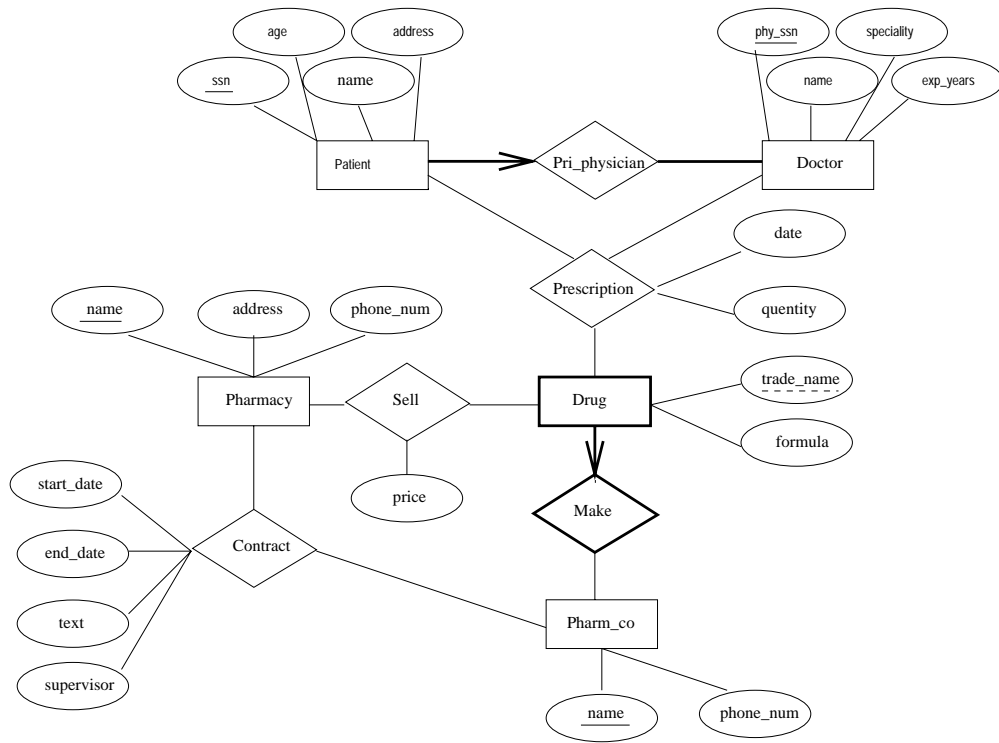 age
address
phy_ssn
speciality
ssn
name
name
exp_years
Patient
Pri_physician
Doctor
date
Prescription
name
address
phone_num
quentity
trade_name
Pharmacy
Sell
Drug
formula
start_date
price
Make
end_date
Contract
text
Pharm_co
supervisor
name
phone_num